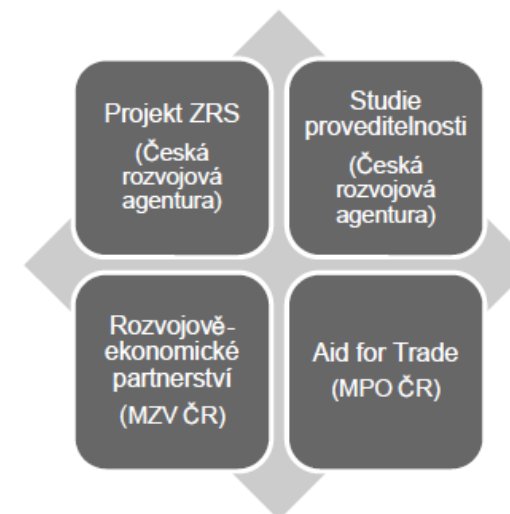 Projekt ZRS
(Česká
rozvojová
agentura)
Studie
proveditelnosti
(Česká
rozvojová
agentura)
Rozvojově-
ekonomické
partnerství
(MZV ČR)
Aid for Trade
(MPO ČR)